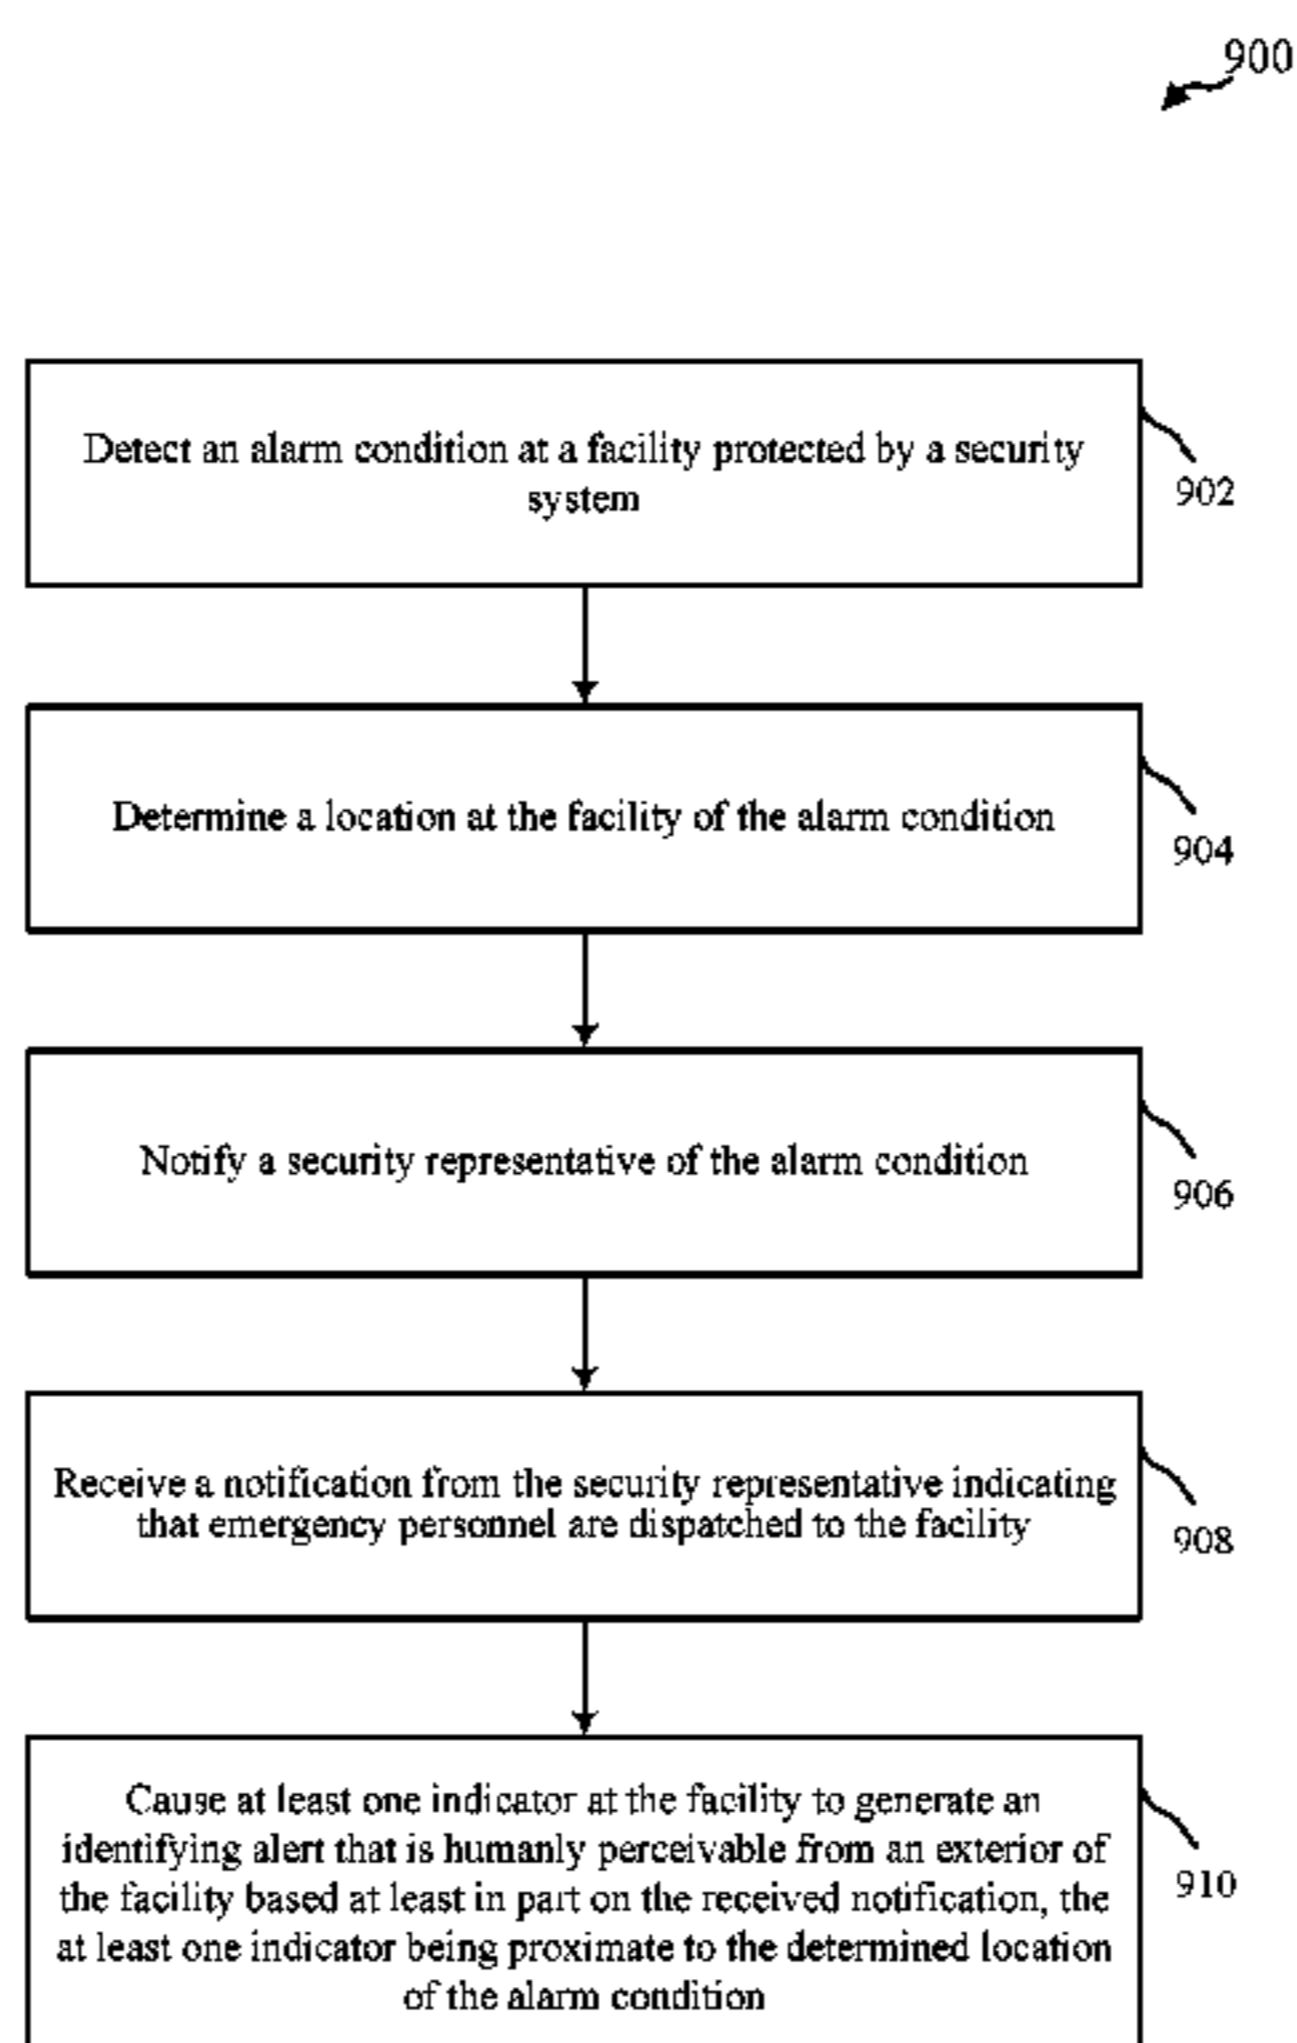 900
Detect an alarm condition at a facility protected by a security
system
902
Determine a location at the facility of the alarm condition
904
Notify a security representative of the alarm condition
906
Receive a notification from the security representative indicating
that emergency personnel are dispatched to the facility
908
Cause at least one indicator at the facility to generate an
identifying alert that is humanly perceivable from an exterior of
the facility based at least in part on the received notification, the
at least one indicator being proximate to the determined location
of the alarm condition
910